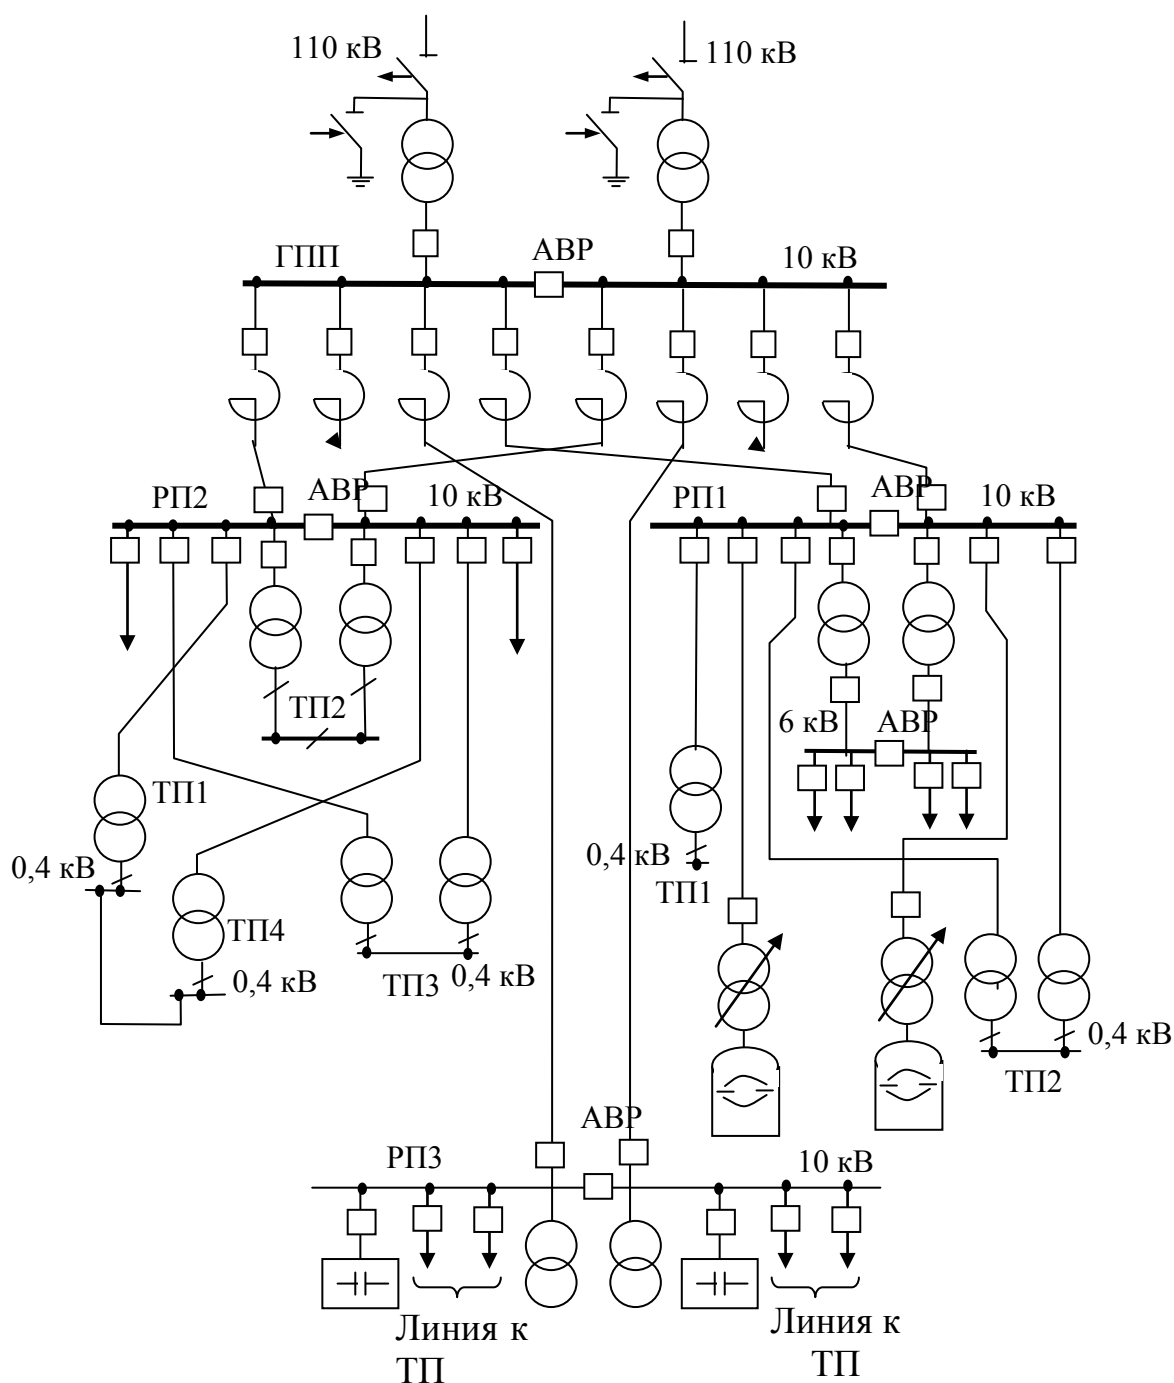 110 кВ
110 кВ
ГПП
АВР
10 кВ
РП2
АВР
10 кВ
РП1
АВР
10 кВ
ТП2
6 кВ
АВР
ТП1
0,4 кВ
0,4 кВ
ТП1
ТП4
0,4 кВ
ТП3
0,4 кВ
0,4 кВ
ТП2
АВР
РП3
10 кВ
Линия к
ТП
Линия к
ТП